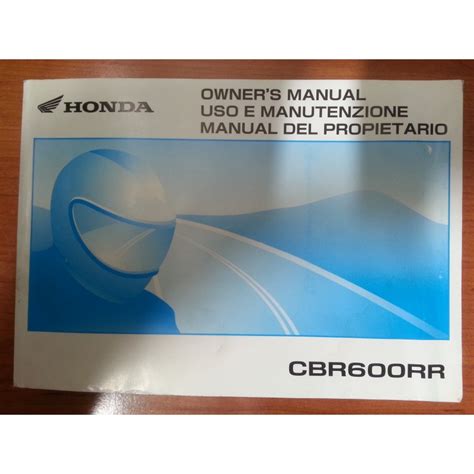 HONDA
OWNER'S MANUAL
USO E MANUTENZIONE
MANUAL DEL PROPIETARIO
CBR600RR